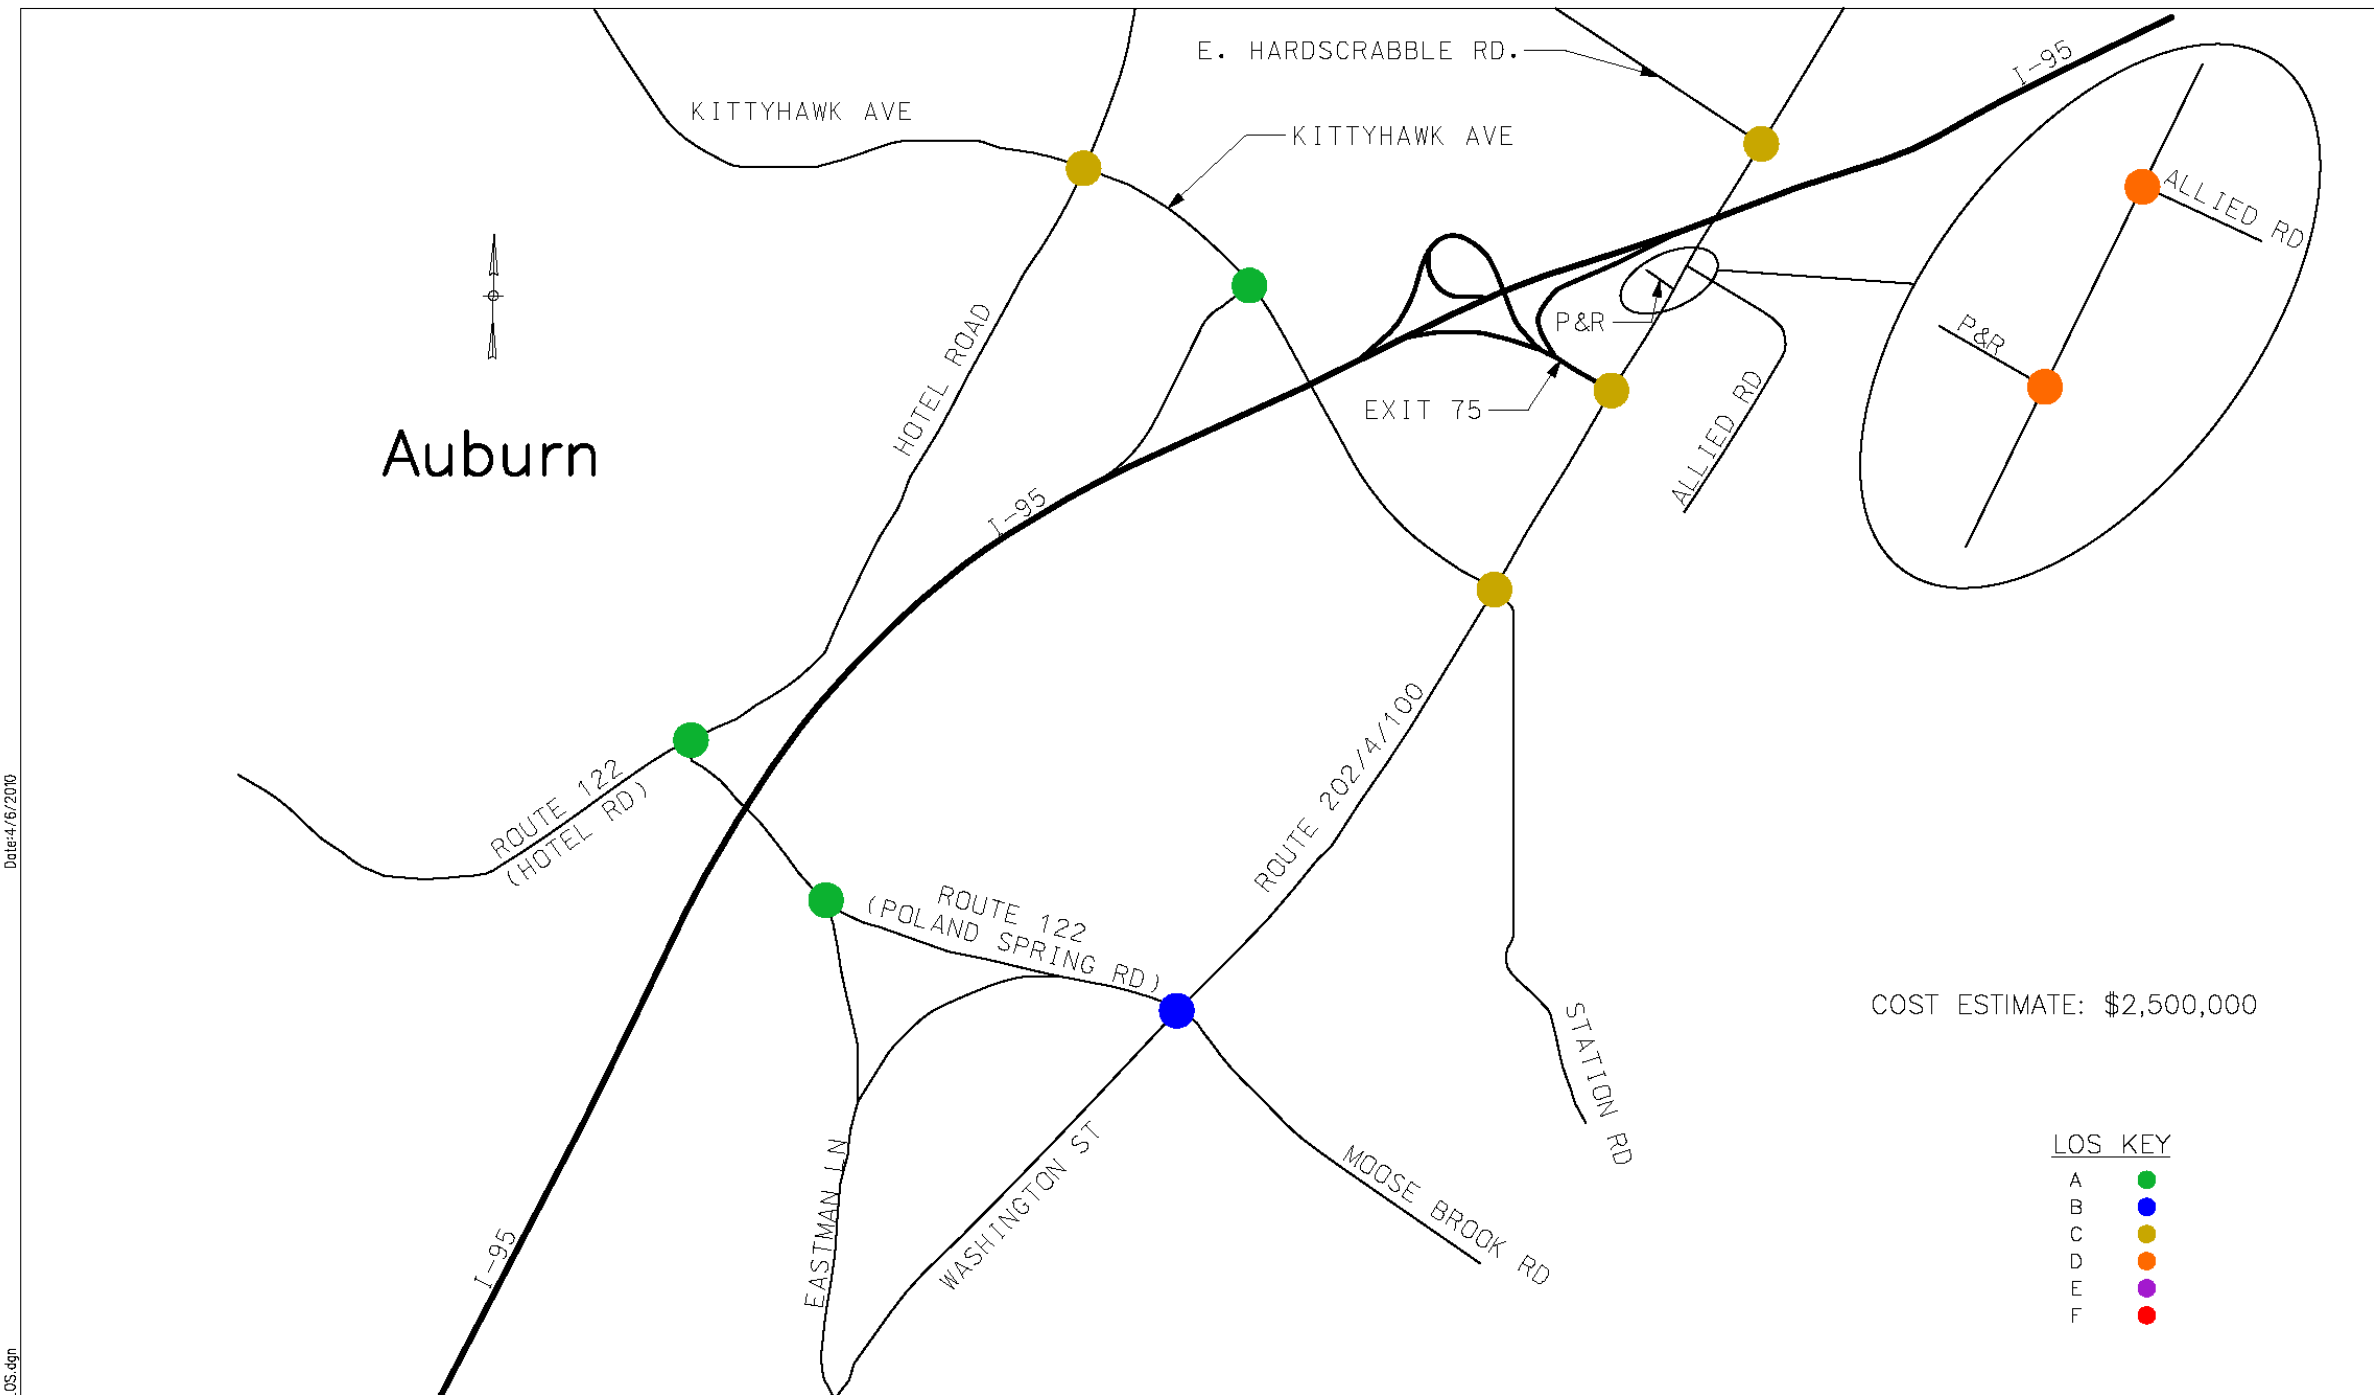 E. HARDSCRABBLE RD.
I-95
KITTYHAWK AVE
KITTYHAWK AVE
ALLIED RD
P&R
P&R
HOTEL ROAD
EXIT 75
ALLIED RD
Auburn
I-95
ROUTE 202/4/100
ROUTE 122
(HOTEL RD)
Date:4/6/2010
ROUTE 122
(POLAND SPRING RD)
COST ESTIMATE: $2,500,000
STATION RD
MOOSE BROOK RD
EASTMAN LN
WASHINGTON ST
I-95
LOS KEY
A
B
C
D
E
F
LOS.dgn